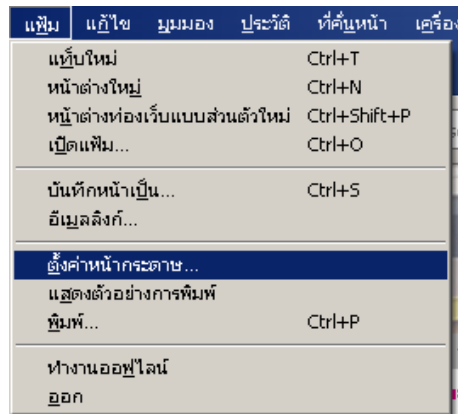 แฟ้ม แก้ไข มุมมอง ประวัติ ที่คั่นหน้า เครื่อง
แท็บใหม่ Ctrl+T
หน้าต่างใหม่ Ctrl+N
หน้าต่างท่องเว็บแบบส่วนตัวใหม่ Ctrl+Shift+P
เปิดแฟ้ม... Ctrl+O
บันทึกหน้าเป็น... Ctrl+S
อีเมลลิงก์...
ตั้งค่าหน้ากระดาษ...
แสดงตัวอย่างการพิมพ์
พิมพ์... Ctrl+P
ทำงานออฟไลน์
ออก